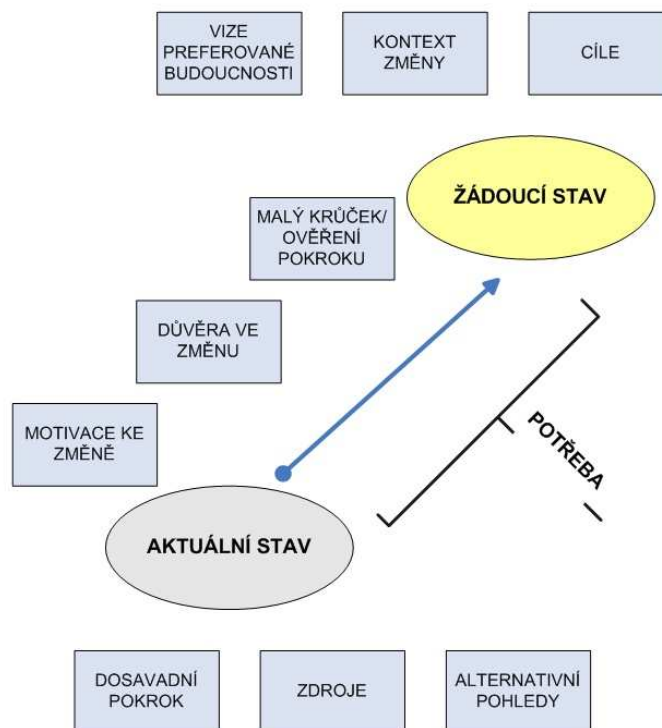 VIZE
PREFEROVANÉ
BUDOUCNOSTI
KONTEXT
ZMĚNY
CÍLE
ŽÁDOUCÍ STAV
MALÝ KRŮČEK/
OVĚŘENÍ
POKROKU
DŮVĚRA VE
ZMĚNU
MOTIVACE KE
ZMĚNĚ
POTŘEBA
AKTUÁLNÍ STAV
DOSAVADNÍ
POKROK
ZDROJE
ALTERNATIVNÍ
POHLEDY